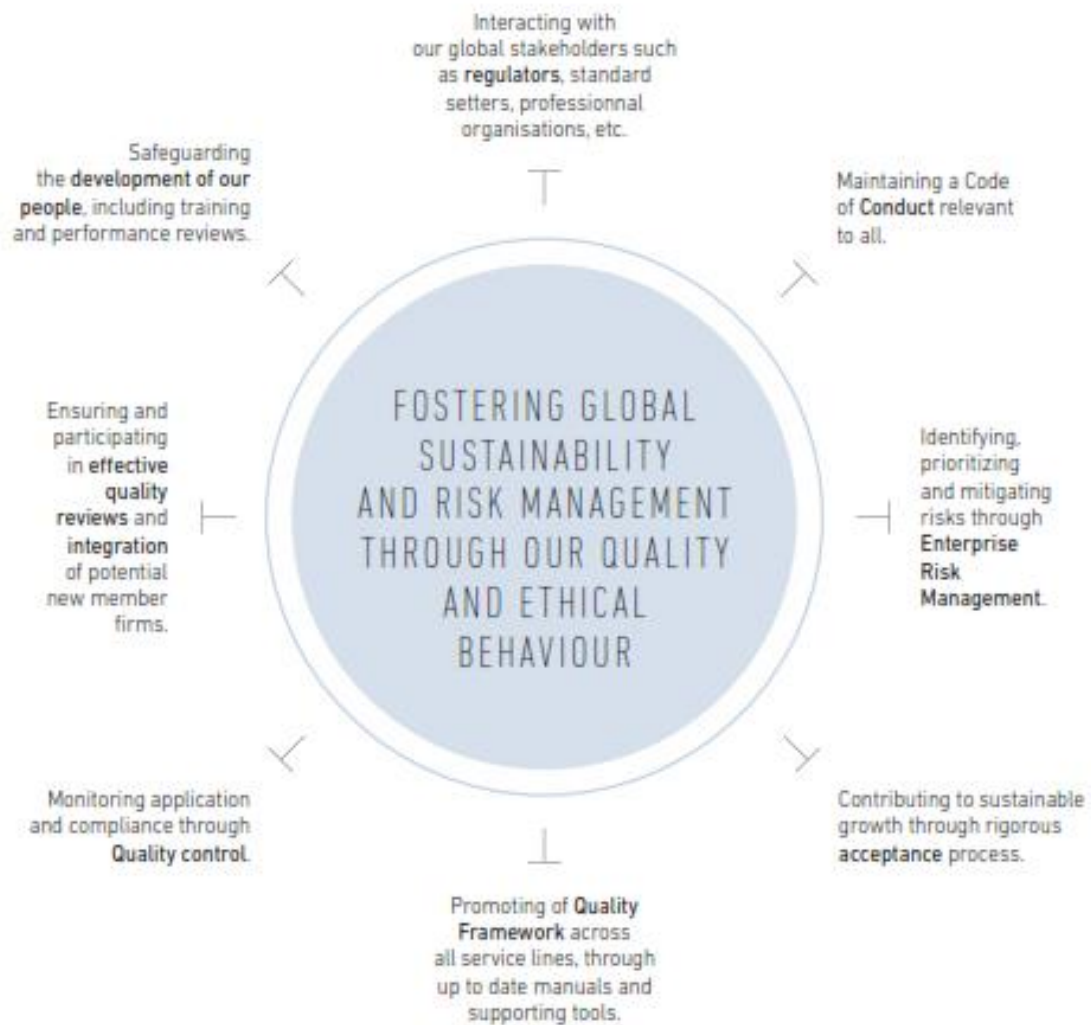 Interacting with
our global stakeholders such
as regulators, standard
setters, professionnal
organisations, etc.
Maintaining a Code
of Conduct relevant
to all.
Identifying,
prioritizing
and mitigating
risks through
Enterprise
Risk
Management.
Contributing to sustainable
growth through rigorous
acceptance process.
Promoting of Quality
Framework across
all service lines, through
up to date manuals and
supporting tools.
Monitoring application
and compliance through
Quality control.
Ensuring and
participating
in effective
quality
reviews and
integration
of potential
new member
firms.
Safeguarding
the development of our
people, including training
and performance reviews.
FOSTERING GLOBAL
SUSTAINABILITY
AND RISK MANAGEMENT
THROUGH OUR QUALITY
AND ETHICAL
BEHAVIOUR